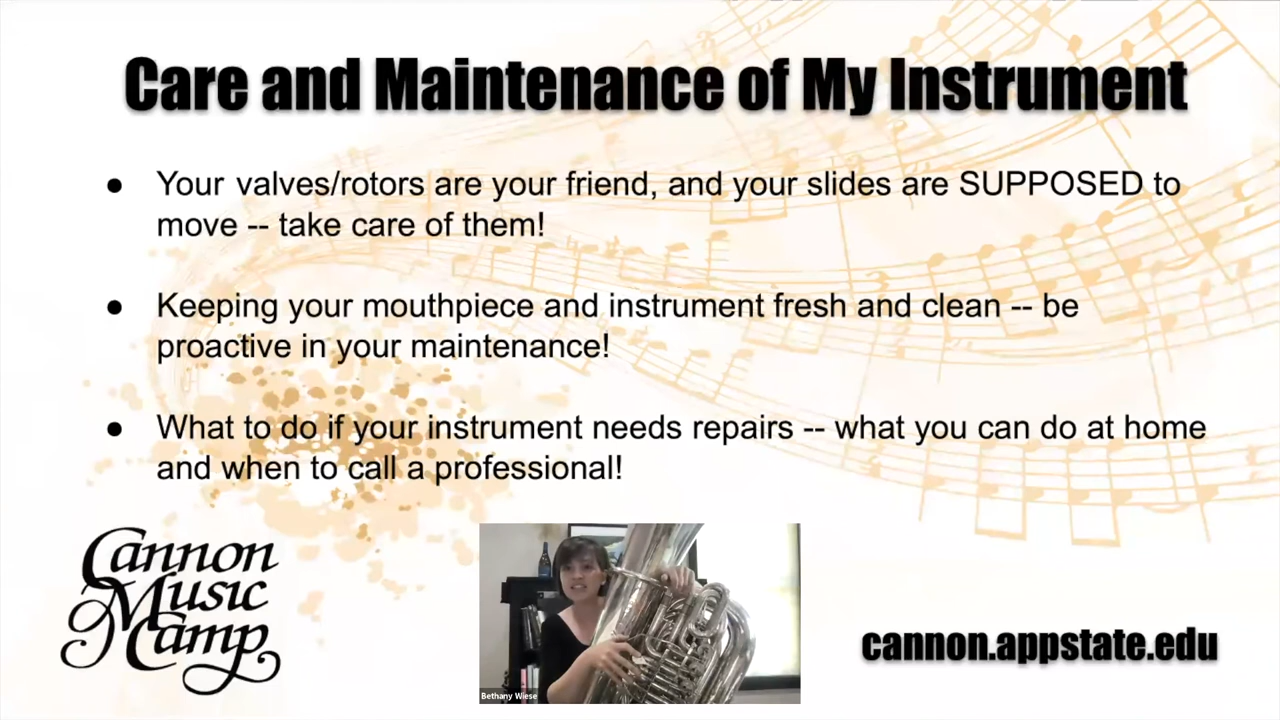 Care and Maintenance of My Instrument
● Your valves/rotors are your friend, and your slides are SUPPOSED to
move -- take care of them!
● Keeping your mouthpiece and instrument fresh and clean -- be
proactive in your maintenance!
● What to do if your instrument needs repairs -- what you can do at home
and when to call a professional!
Cannon
Music
Camp
Bethany Wiese
cannon.appstate.edu